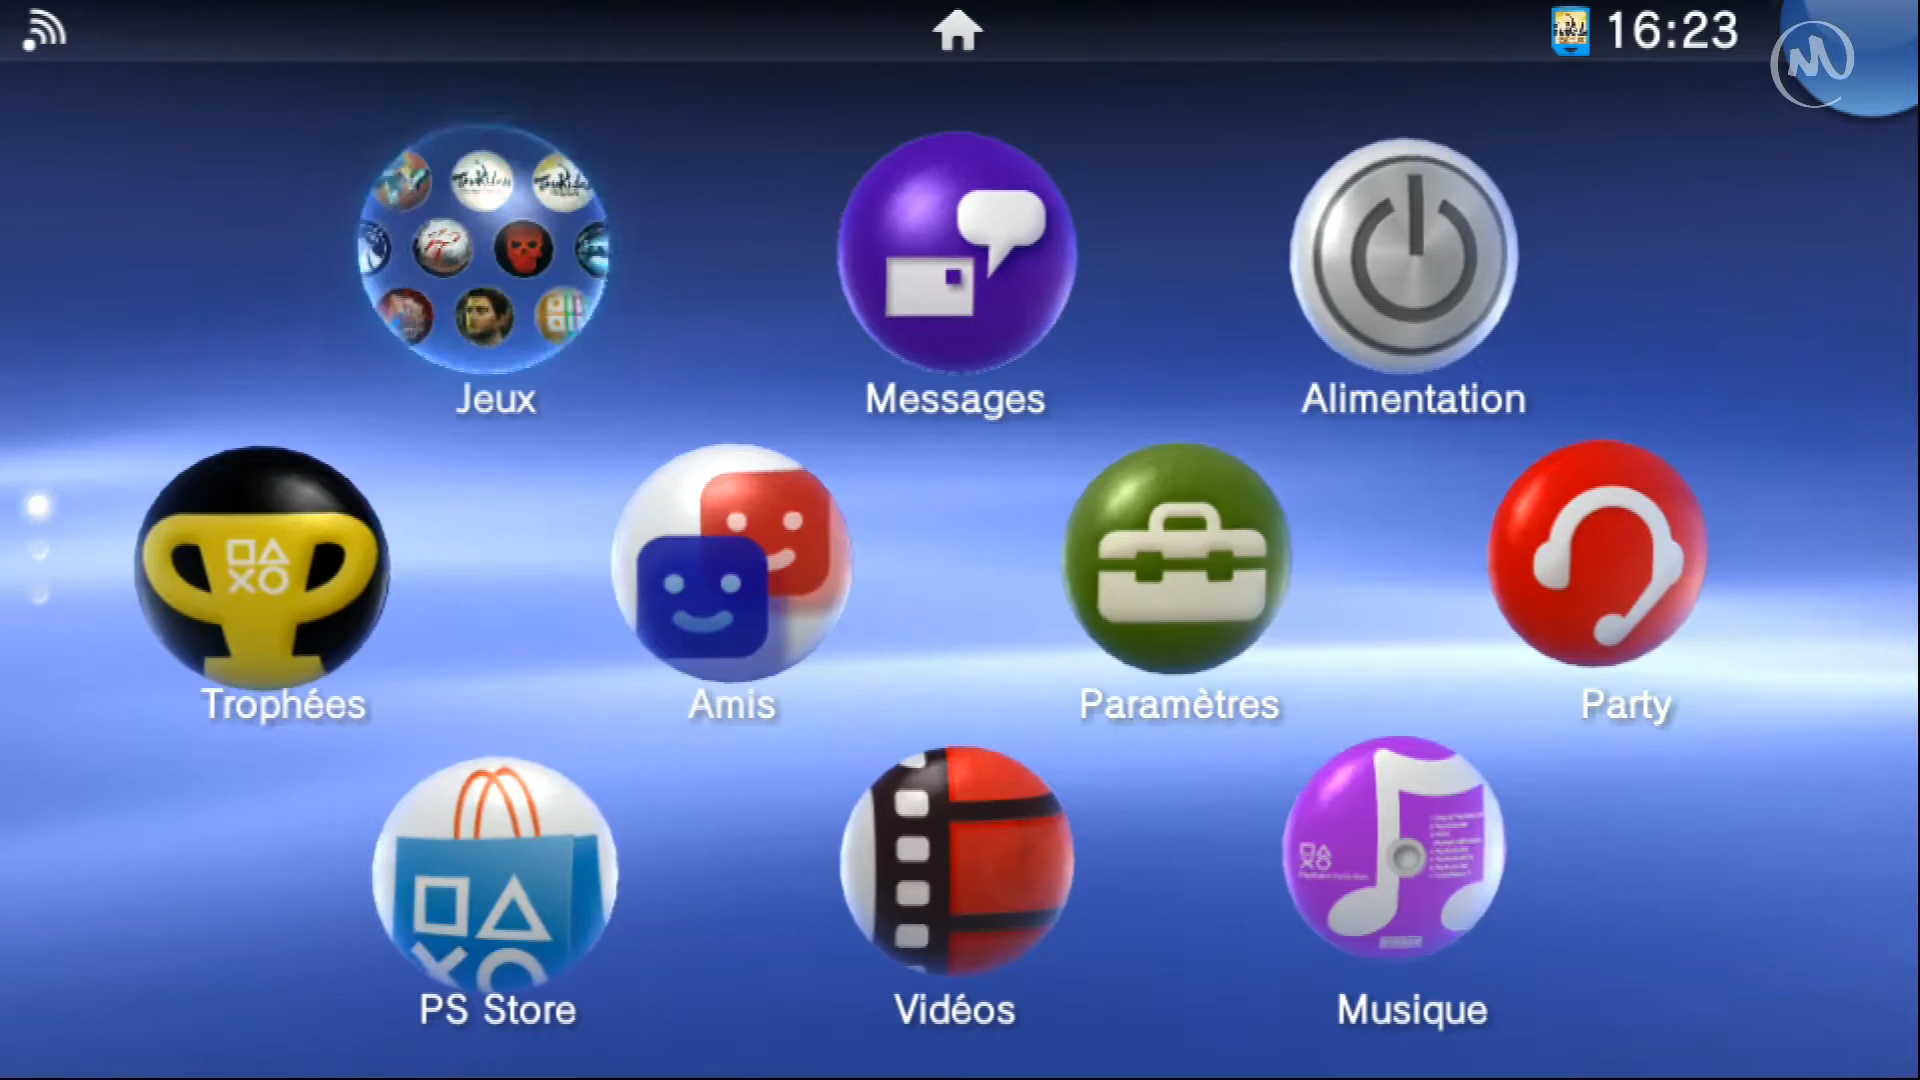 16:23
Jeux
Messages
Alimentation
Trophées
Amis
Paramètres
Party
PS Store
Vidéos
Musique